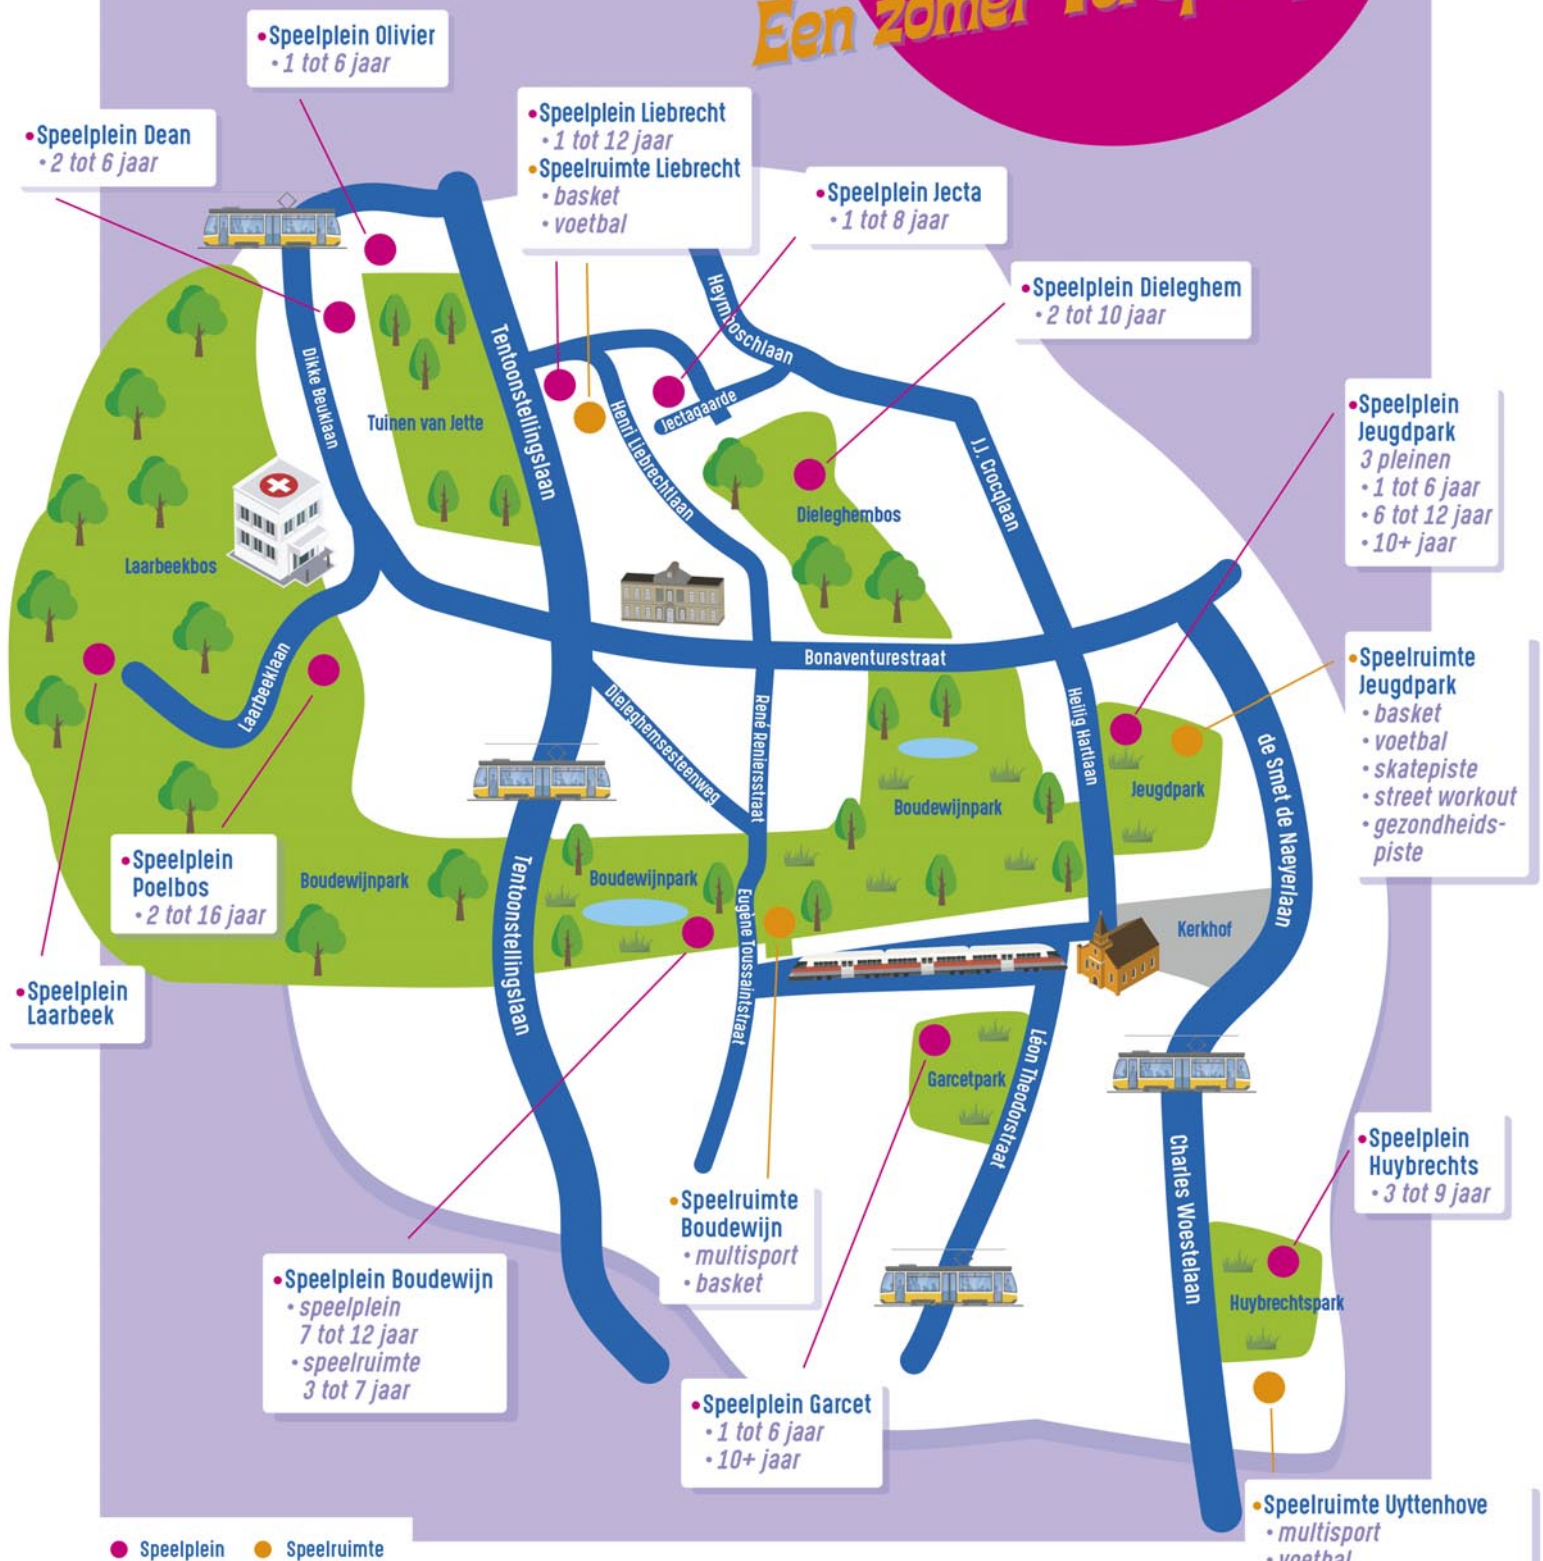 Een zomer
• Speelplein Olivier
• 1 tot 6 jaar
• Speelplein Dean
• 2 tot 6 jaar
• Speelplein Liebrecht
• 1 tot 12 jaar
• Speelruimte Liebrecht
• basket
• voetbal
• Speelplein Jecta
• 1 tot 8 jaar
• Speelplein Dieleghem
• 2 tot 10 jaar
• Speelplein
Jeugdpark
3 pleinen
• 1 tot 6 jaar
• 6 tot 12 jaar
• 10+ jaar
• Speelruimte
Jeugdpark
• basket
• voetbal
• skatepiste
• street workout
• gezondheids-
piste
Heymboschlaan
Tentoonstellingslaan
Dikke Beuklaan
Tuinen van Jette
Henri Liebrechtlaan
Jectagaarde
J.J. Crocqlaan
Dieleghembos
Laarbeekbos
Laarbeeklaan
Bonaventurestraat
Dieleghemsesteenweg
René Reniersstraat
Heilig Hartlaan
de Smet de Naeyerlaan
Jeugdpark
Boudewijnpark
Boudewijnpark
Boudewijnpark
Tentoonstellingslaan
Eugène Toussaintstraat
Kerkhof
• Speelplein
Poelbos
• 2 tot 16 jaar
• Speelplein
Laarbeek
Garcetpark
Léon Theodorstraat
Charles Woestelaan
• Speelplein
Huybrechts
• 3 tot 9 jaar
Huybrechtspark
• Speelruimte
Boudewijn
• multisport
• basket
• Speelplein Boudewijn
• speelplein
7 tot 12 jaar
• speelruimte
3 tot 7 jaar
• Speelplein Garcet
• 1 tot 6 jaar
• 10+ jaar
• Speelruimte Uyttenhove
• multisport
• voetbal
Speelplein
Speelruimte